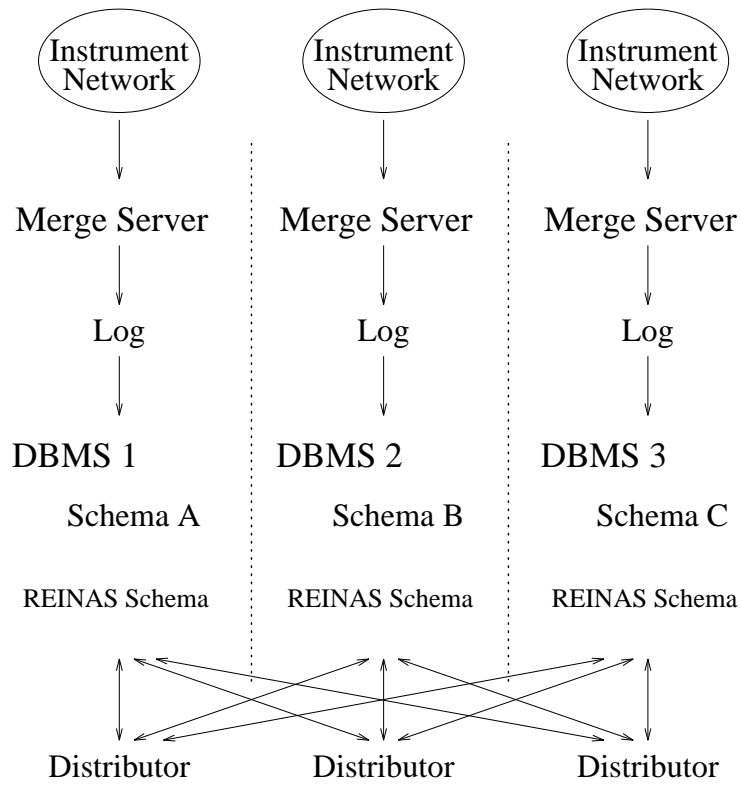 Instrument Network
Instrument Network
Instrument Network
Merge Server
Merge Server
Merge Server
Log
Log
Log
DBMS 1
DBMS 2
DBMS 3
Schema A
Schema B
Schema C
REINAS Schema
REINAS Schema
REINAS Schema
Distributor
Distributor
Distributor